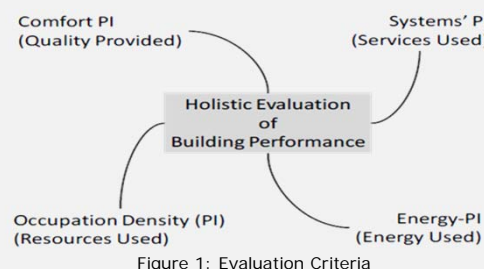 Comfort PI
(Quality Provided)
Systems' P
(Services Used
Holistic Evaluation
of
Building Performance
Occupation Density (PI)
(Resources Used)
Energy-PI
(Energy Used)
Figure 1: Evaluation Criteria